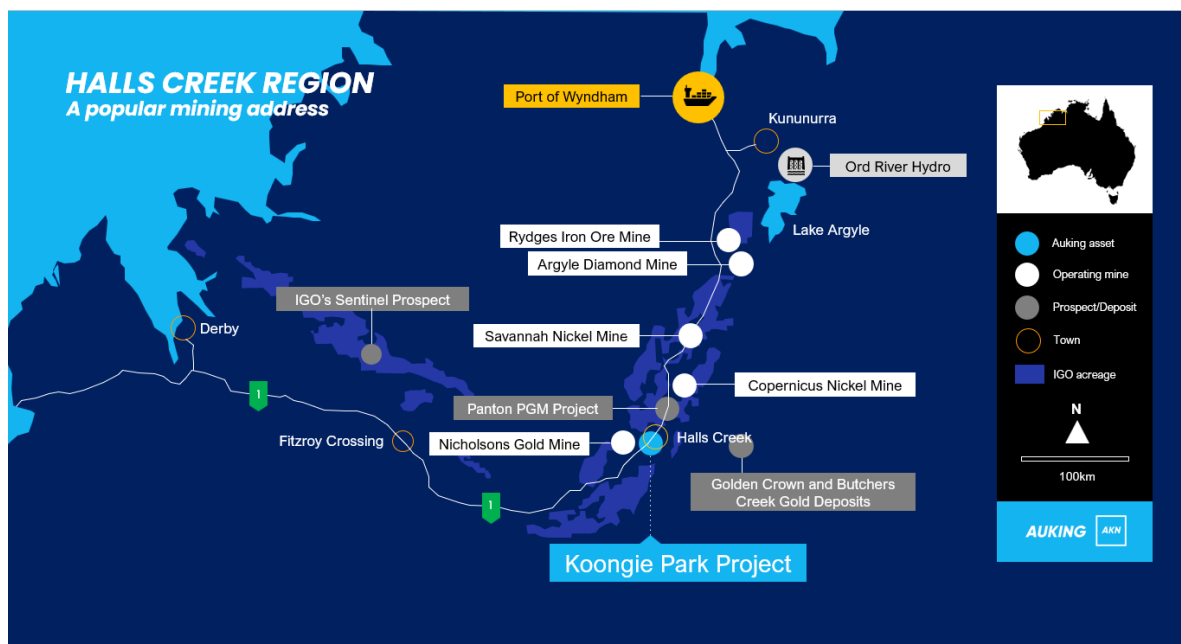 HALLS CREEK REGION
A popular mining address
Port of Wyndham
Kununurra
Ord River Hydro
Lake Argyle
Rydges Iron Ore Mine
Argyle Diamond Mine
IGO's Sentinel Prospect
Derby
Savannah Nickel Mine
Copernicus Nickel Mine
1
Panton PGM Project
Fitzroy Crossing
Nicholsons Gold Mine
Halls Creek
Golden Crown and Butchers
Creek Gold Deposits
1
Koongie Park Project
Auking asset
Operating mine
Prospect/Deposit
Town
IGO acreage
N
100km
AUKING AKN